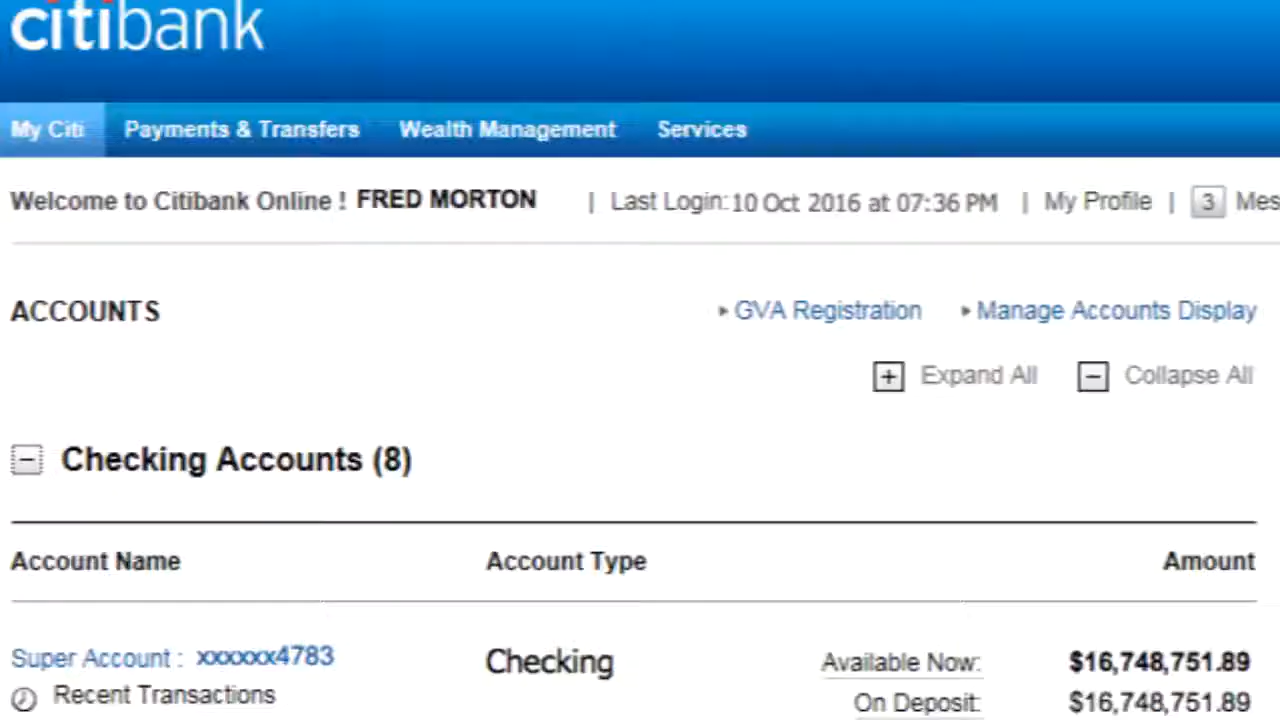 citibank
My Citi Payments & Transfers Wealth Management Services
Welcome to Citibank Online ! FRED MORTON | Last Login: 10 Oct 2016 at 07:36 PM | My Profile | 3 Mes
ACCOUNTS GVA Registration Manage Accounts Display
+ Expand All − Collapse All
− Checking Accounts (8)
Account Name Account Type Amount
Super Account : xxxxxx4783 Checking Available Now: $16,748,751.89
Recent Transactions On Deposit: $16,748,751.89